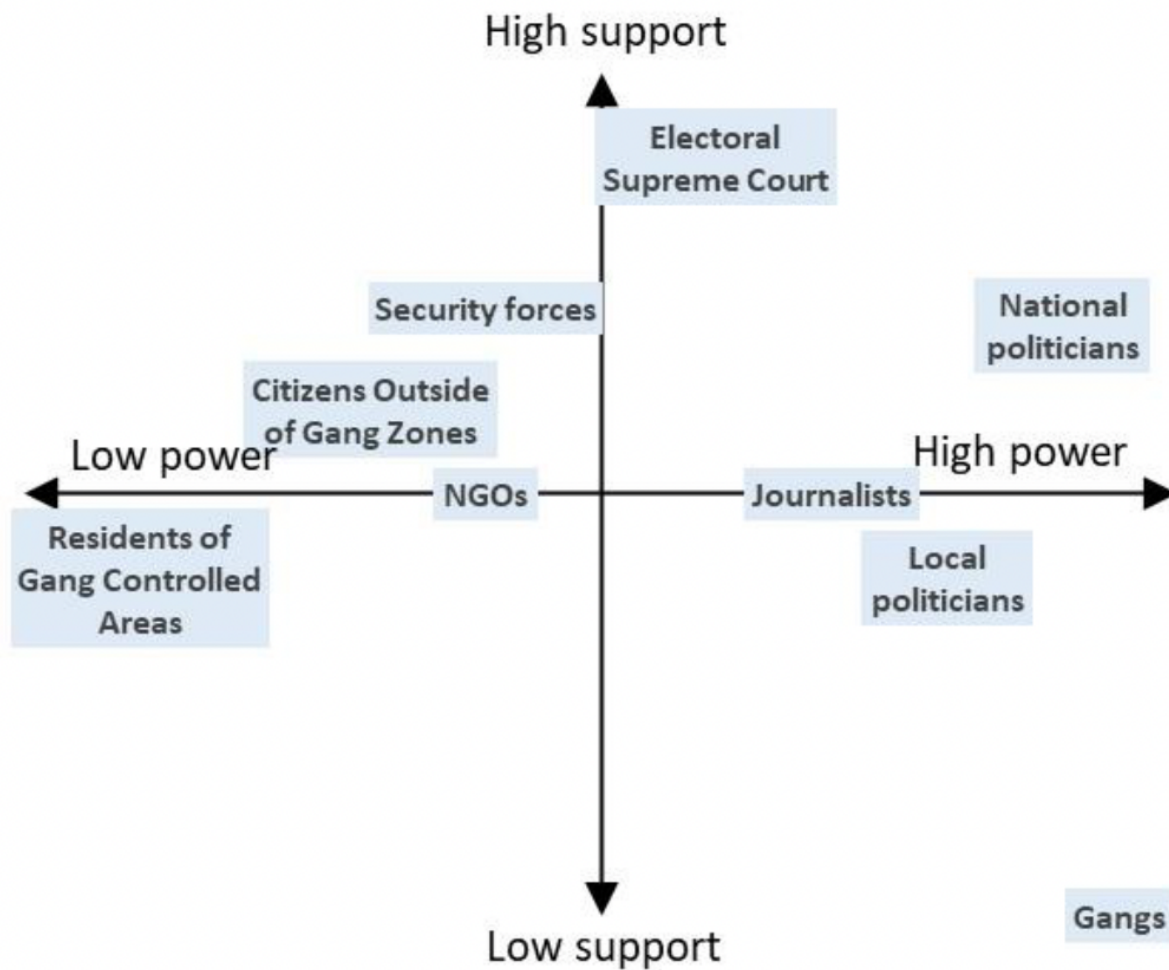 High support
Electoral
Supreme Court
Security forces
National
politicians
Citizens Outside
of Gang Zones
Low power
High power
NGOs
Journalists
Residents of
Gang Controlled
Areas
Local
politicians
Gangs
Low support